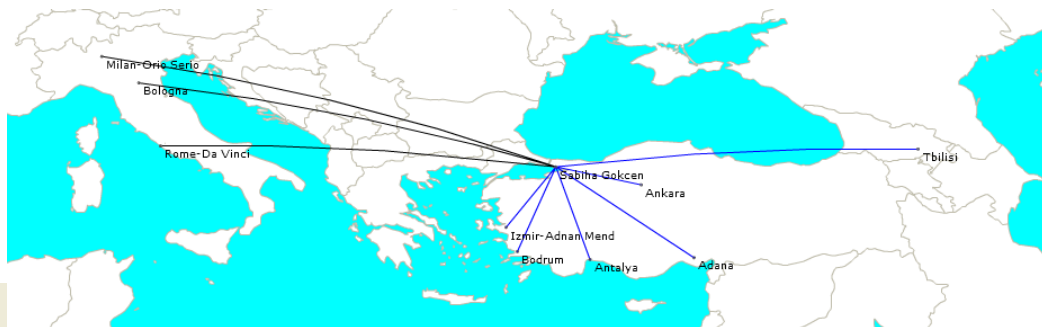 Milan-Orio Serio
Bologna
Rome-Da Vinci
Tbilisi
Sabiha Gokcen
Ankara
Izmir-Adnan Mend
Bodrum
Antalya
Adana